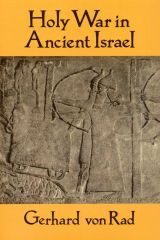 Holy War in
Ancient Israel
Gerhard von Rad